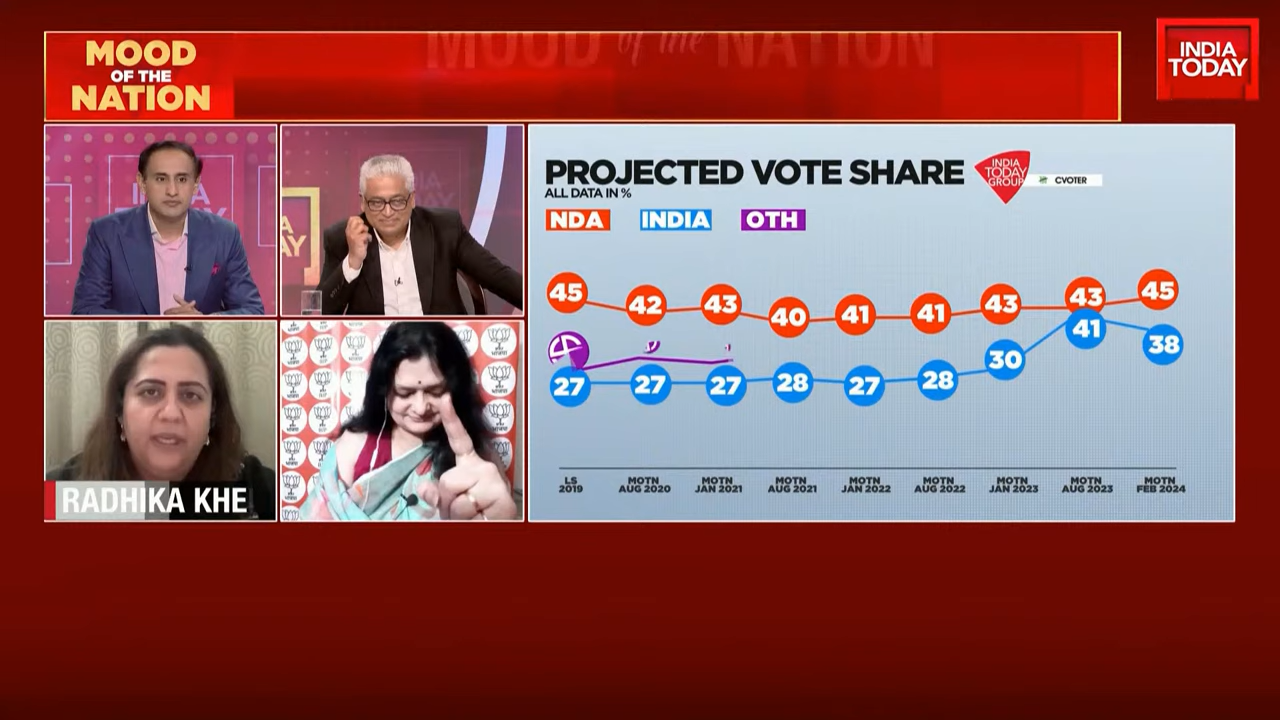 MOOD of the NATION
MOOD
OF THE
NATION
INDIA
TODAY
PROJECTED VOTE SHARE
INDIA
TODAY
GROUP
CVOTER
ALL DATA IN %
NDA INDIA OTH
45 42 43 40 41 41 43 43 45
27 27 27 28 27 28 30 41 38
LS
2019
MOTN
AUG 2020
MOTN
JAN 2021
MOTN
AUG 2021
MOTN
JAN 2022
MOTN
AUG 2022
MOTN
JAN 2023
MOTN
AUG 2023
MOTN
FEB 2024
RADHIKA KHE